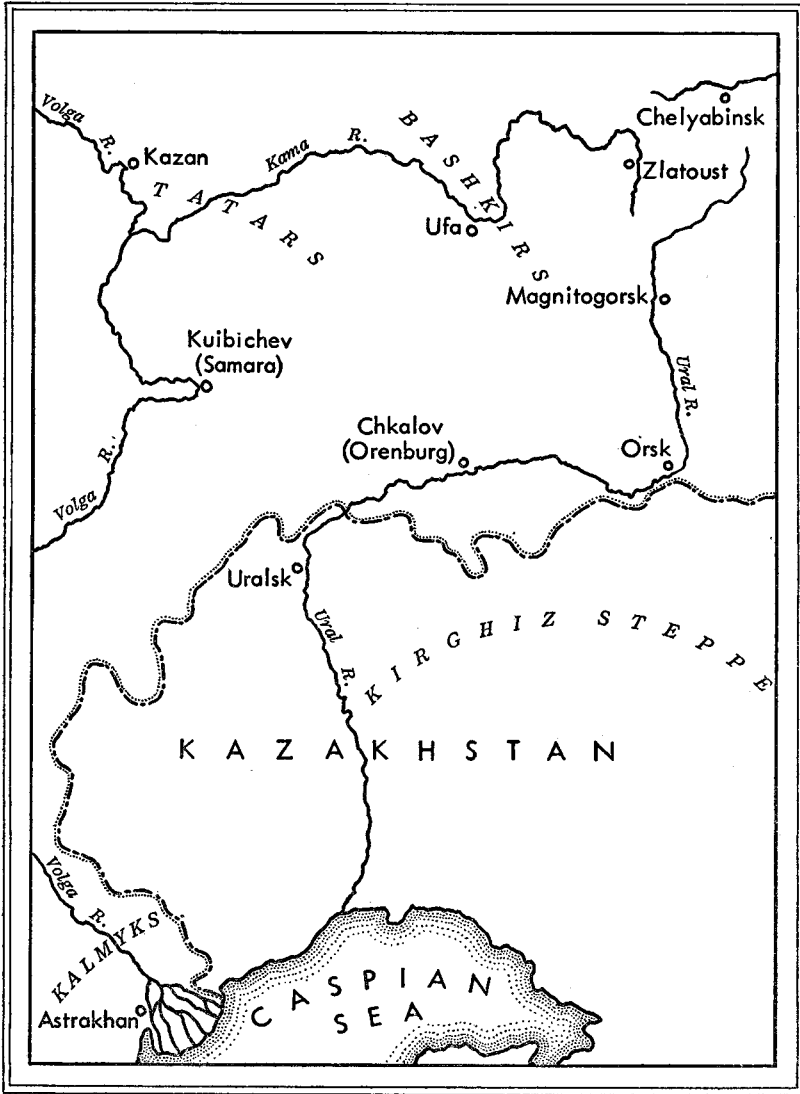 Volga R.
Kazan
TATARS
Kama R.
BASHKIRS
Ufa
Chelyabinsk
Zlatoust
Magnitogorsk
Ural R.
Kuibichev
(Samara)
Volga R.
Chkalov
(Orenburg)
Orsk
Uralsk
Ural R.
KIRGHIZ STEPPE
KAZAKHSTAN
Volga R.
KALMYKS
Astrakhan
CASPIAN
SEA